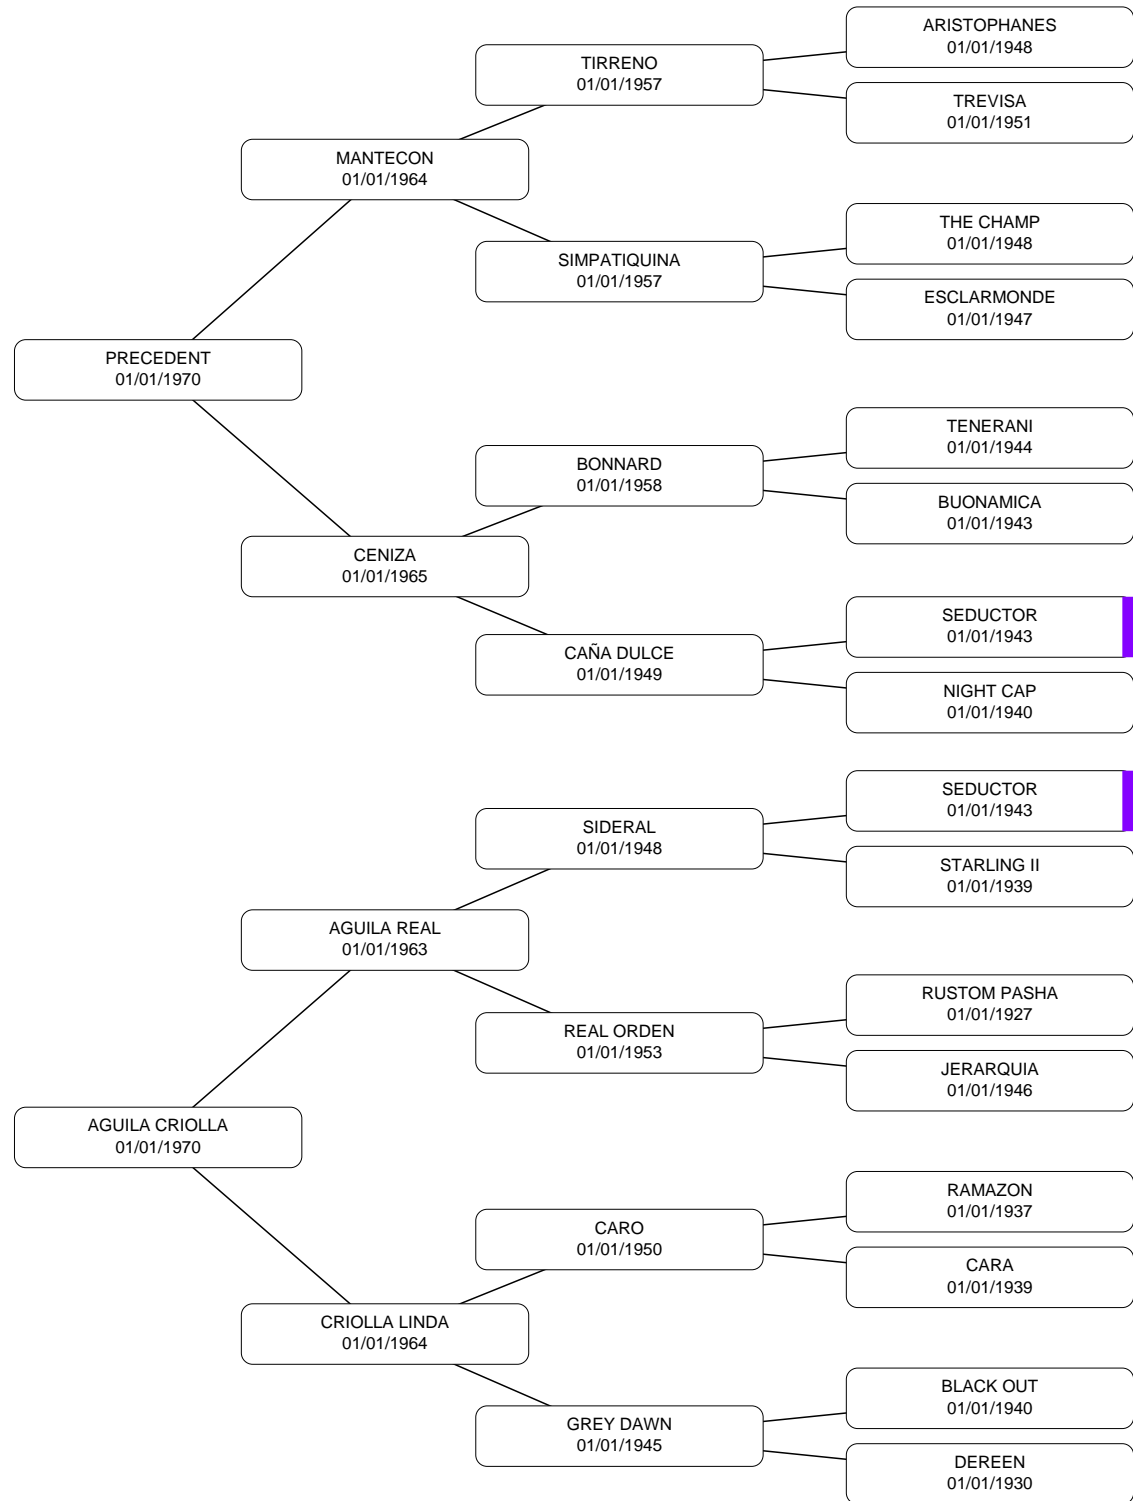 ARISTOPHANES
01/01/1948
TIRRENO
01/01/1957
TREVISA
01/01/1951
MANTECON
01/01/1964
THE CHAMP
01/01/1948
SIMPATIQUINA
01/01/1957
ESCLARMONDE
01/01/1947
PRECEDENT
01/01/1970
TENERANI
01/01/1944
BONNARD
01/01/1958
BUONAMICA
01/01/1943
CENIZA
01/01/1965
SEDUCTOR
01/01/1943
CAÑA DULCE
01/01/1949
NIGHT CAP
01/01/1940
SEDUCTOR
01/01/1943
SIDERAL
01/01/1948
STARLING II
01/01/1939
AGUILA REAL
01/01/1963
RUSTOM PASHA
01/01/1927
REAL ORDEN
01/01/1953
JERARQUIA
01/01/1946
AGUILA CRIOLLA
01/01/1970
RAMAZON
01/01/1937
CARO
01/01/1950
CARA
01/01/1939
CRIOLLA LINDA
01/01/1964
BLACK OUT
01/01/1940
GREY DAWN
01/01/1945
DEREEN
01/01/1930